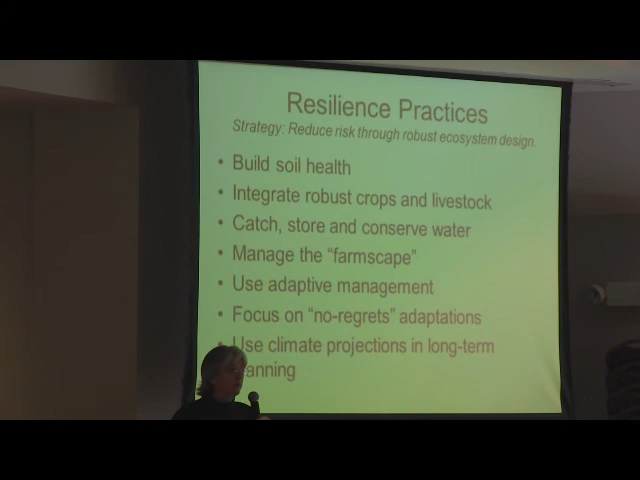 Resilience Practices
Strategy: Reduce risk through robust ecosystem design.
• Build soil health
• Integrate robust crops and livestock
• Catch, store and conserve water
• Manage the “farmscape”
• Use adaptive management
• Focus on “no-regrets” adaptations
• Use climate projections in long-term
anning